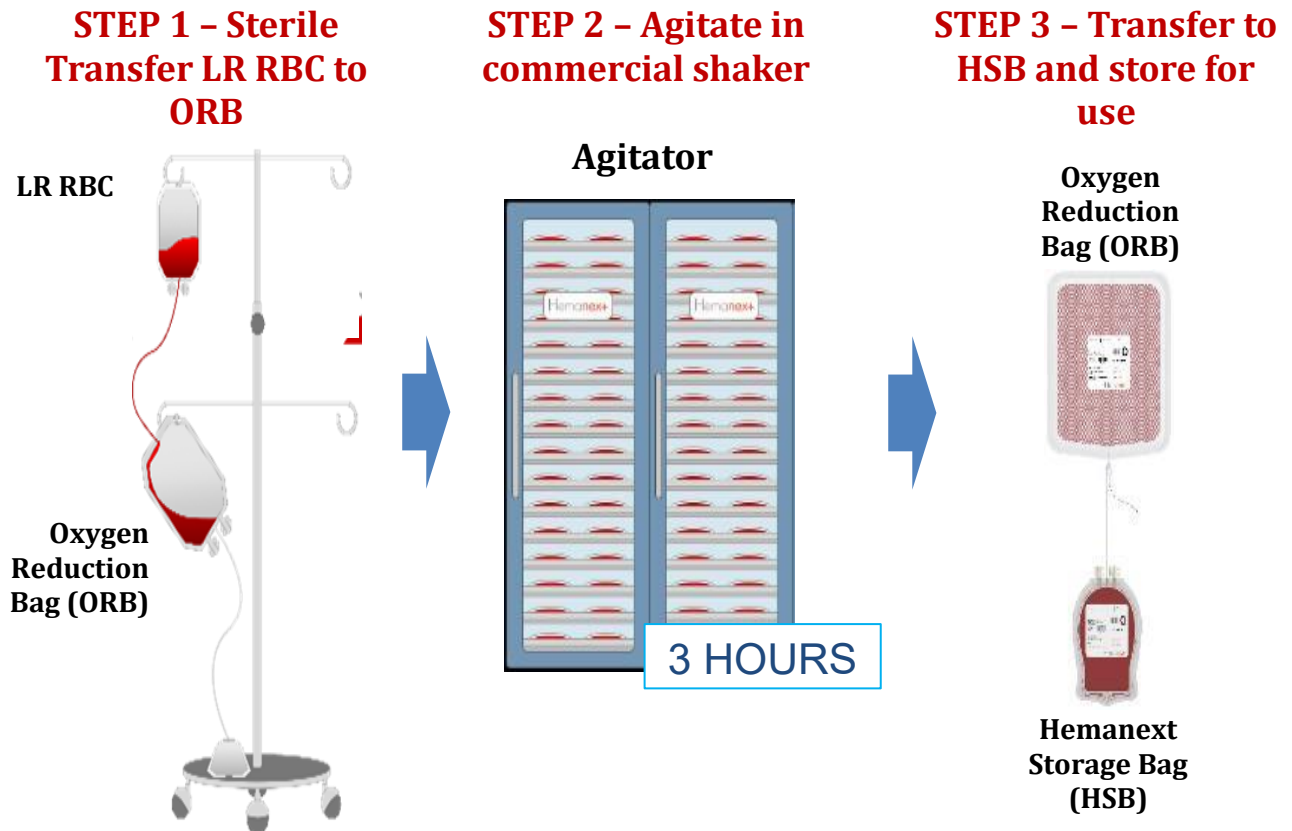 STEP 1 – Sterile
Transfer LR RBC to
ORB
LR RBC
Oxygen
Reduction
Bag (ORB)
STEP 2 – Agitate in
commercial shaker
Agitator
Hemanex+
Hemanex+
3 HOURS
STEP 3 – Transfer to
HSB and store for
use
Oxygen
Reduction
Bag (ORB)
Hemanext
Storage Bag
(HSB)